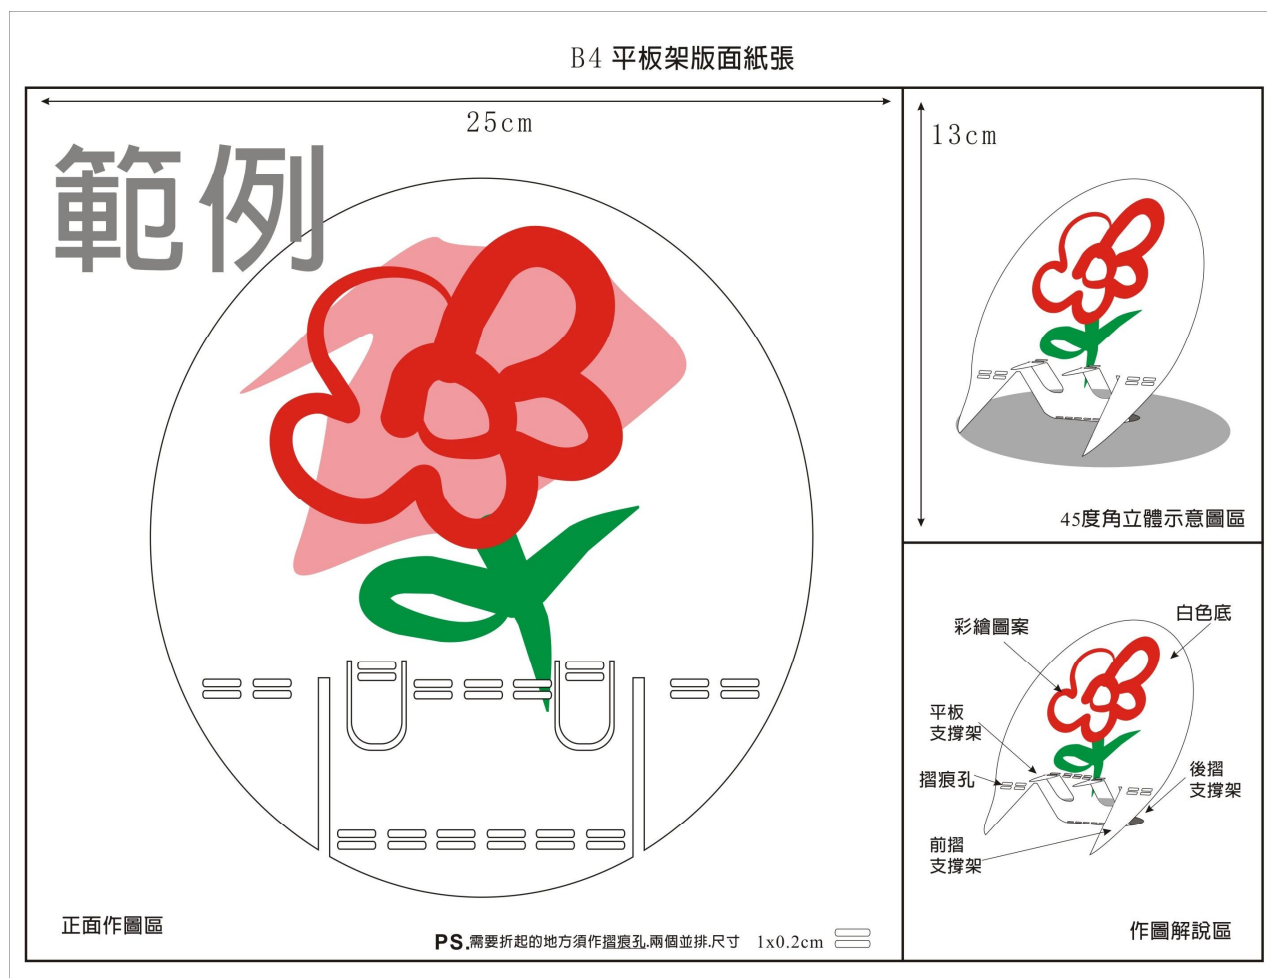 B4 平板架版面紙張
25cm
範例
正面作圖區
PS.需要折起的地方須作摺痕孔.兩個並排.尺寸 1x0.2cm
13cm
45度角立體示意圖區
彩繪圖案
白色底
平板
支撐架
摺痕孔
後摺
支撐架
前摺
支撐架
作圖解說區